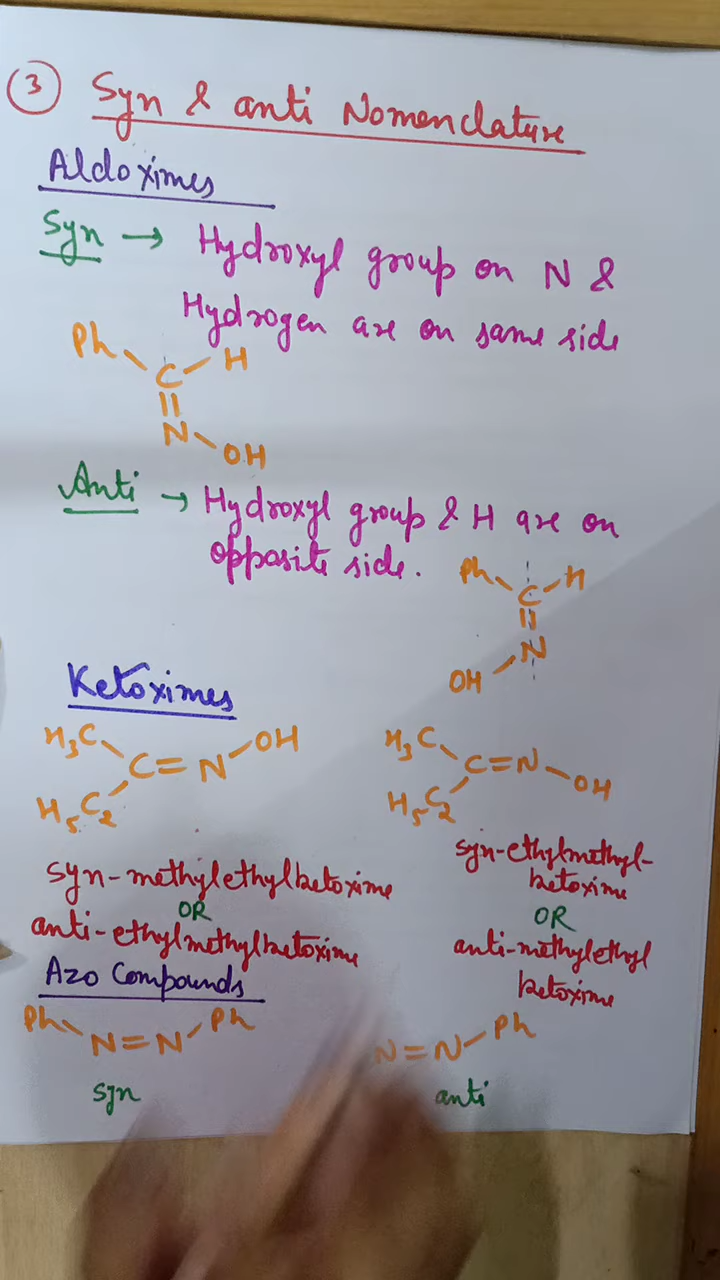 ③ Syn & anti Nomenclature
Aldoximes
Syn → Hydroxyl group on N &
Hydrogen are on same side
Ph H
C
||
N
OH
Anti → Hydroxyl group & H are on
opposite side.
Ph H
C
||
N
OH
Ketoximes
H₃C OH
C=N
H₅C₂
H₃C
C=N
OH
H₅C₂
syn-methylethylketoxime
OR
anti-ethylmethylketoxime
syn-ethylmethyl-
ketoxime
OR
anti-methylethyl
ketoxime
Azo Compounds
Ph N=N Ph
syn
N=N Ph
anti